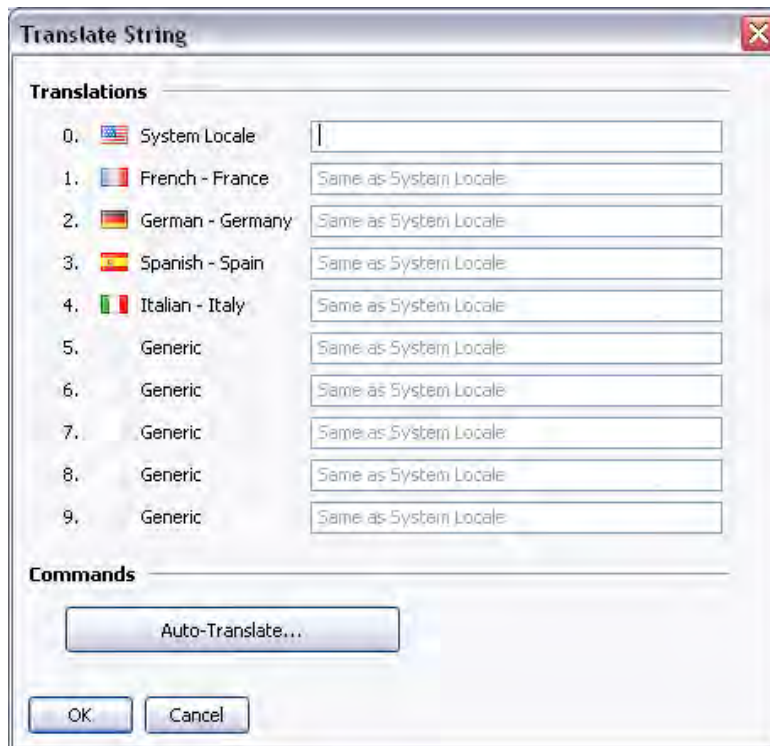 Translate String
Translations
0. System Locale
1. French - France Same as System Locale
2. German - Germany Same as System Locale
3. Spanish - Spain Same as System Locale
4. Italian - Italy Same as System Locale
5. Generic Same as System Locale
6. Generic Same as System Locale
7. Generic Same as System Locale
8. Generic Same as System Locale
9. Generic Same as System Locale
Commands
Auto-Translate...
OK Cancel